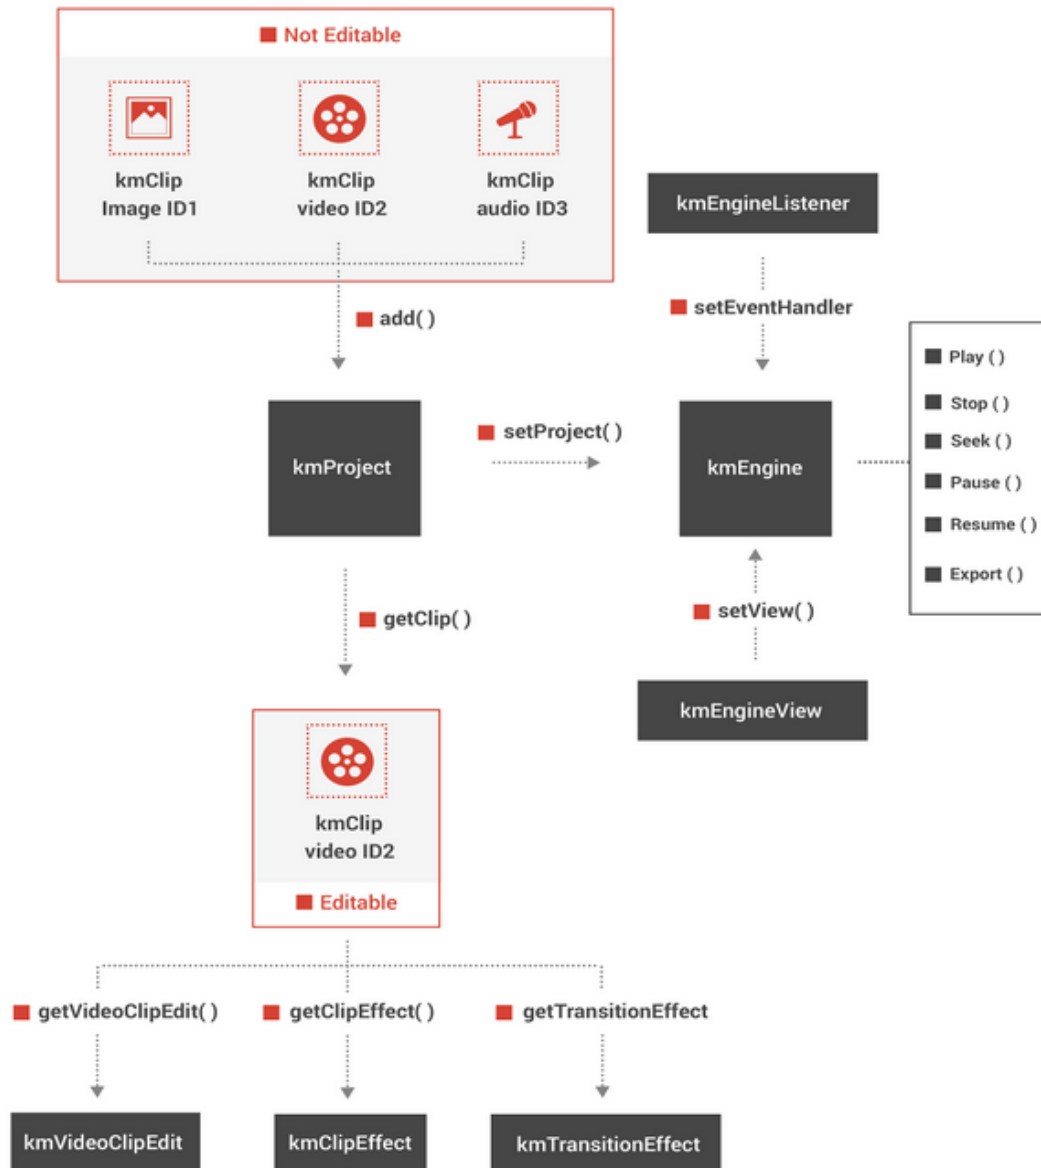 Not Editable
kmClip
Image ID1
kmClip
video ID2
kmClip
audio ID3
kmEngineListener
add( )
setEventHandler
Play ( )
Stop ( )
Seek ( )
Pause ( )
Resume ( )
Export ( )
kmProject
setProject( )
kmEngine
getClip( )
setView( )
kmEngineView
kmClip
video ID2
Editable
getVideoClipEdit( )
getClipEffect( )
getTransitionEffect
kmVideoClipEdit
kmClipEffect
kmTransitionEffect